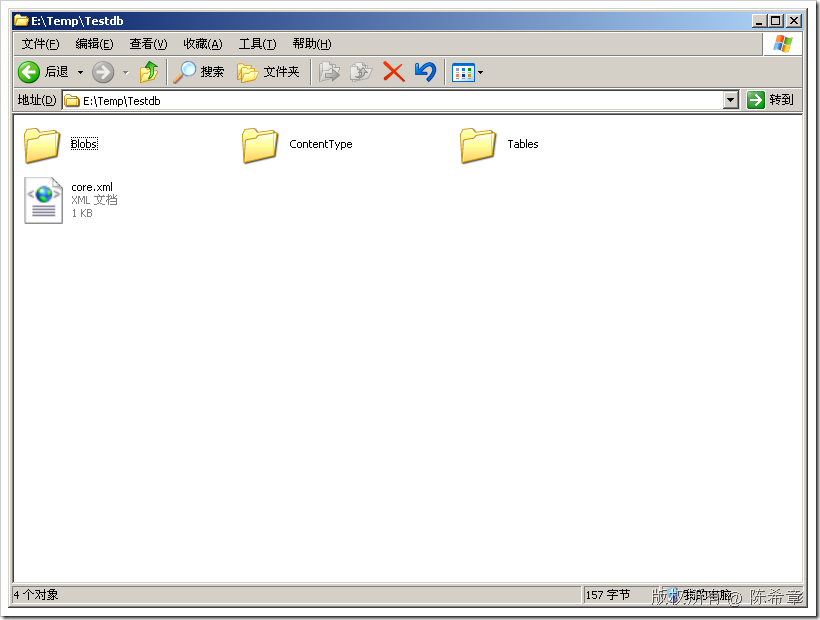 E:\Temp\Testdb
文件(F) 编辑(E) 查看(V) 收藏(A) 工具(T) 帮助(H)
后退 搜索 文件夹
地址(D) E:\Temp\Testdb 转到
Blobs ContentType Tables
core.xml
XML 文档
1 KB
4 个对象 157 字节 我的电脑
版权所有 @ 陈希章